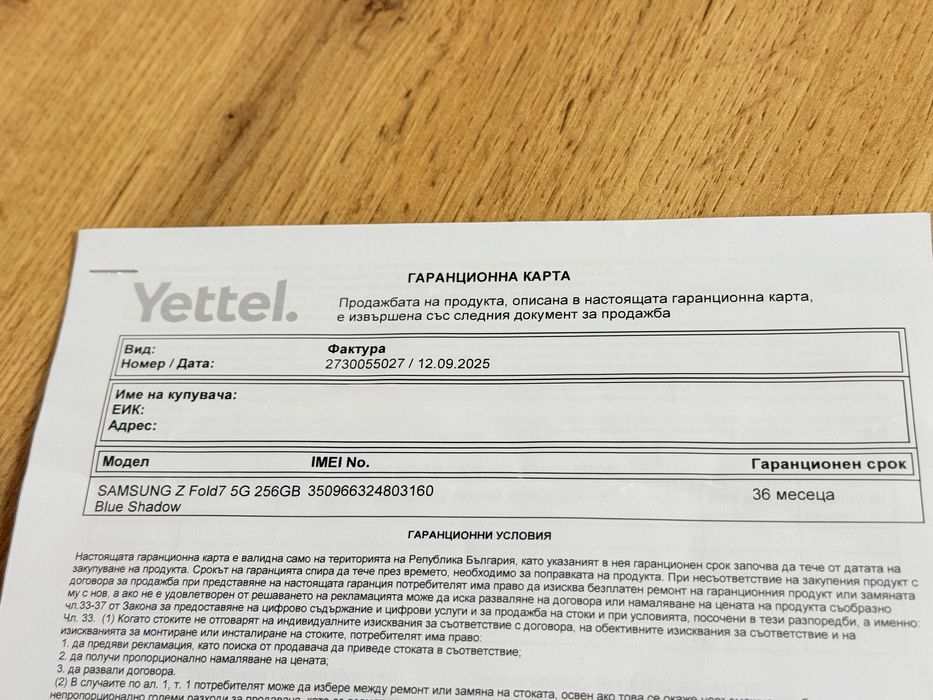 Yettel.
ГАРАНЦИОННА КАРТА
Продажбата на продукта, описана в настоящата гаранционна карта,
е извършена със следния документ за продажба
Вид: Фактура
Номер / Дата: 2730055027 / 12.09.2025
Име на купувача:
ЕИК:
Адрес:
Модел IMEI No. Гаранционен срок
SAMSUNG Z Fold7 5G 256GB 350966324803160 36 месеца
Blue Shadow
ГАРАНЦИОННИ УСЛОВИЯ
Настоящата гаранционна карта е валидна само на територията на Република България, като указаният в нея гаранционен срок започва да тече от датата на
закупуване на продукта. Срокът на гаранцията спира да тече през времето, необходимо за поправката на продукта. При несъответствие на закупения продукт с
договора за продажба при представяне на настоящата гаранция потребителят има право да изисква безплатен ремонт на гаранционния продукт или замяната
му с нов, а ако не е удовлетворен от решаването на рекламацията може да иска разваляне на договора или намаляване на цената на продукта съобразно
чл.33-37 от Закона за предоставяне на цифрово съдържание и цифрови услуги и за продажба на стоки и при условията, посочени в тези разпоредби, а именно:
Чл. 33. (1) Когато стоките не отговарят на индивидуалните изисквания за съответствие с договора, на обективните изисквания за съответствие и на
изискванията за монтиране или инсталиране на стоките, потребителят има право:
1. да предяви рекламация, като поиска от продавача да приведе стоката в съответствие;
2. да получи пропорционално намаляване на цената;
3. да развали договора.
(2) В случаите по ал. 1, т. 1 потребителят може да избере между ремонт или замяна на стоката, освен ако това се окаже
непропорционално големи разходи за продавача, като се